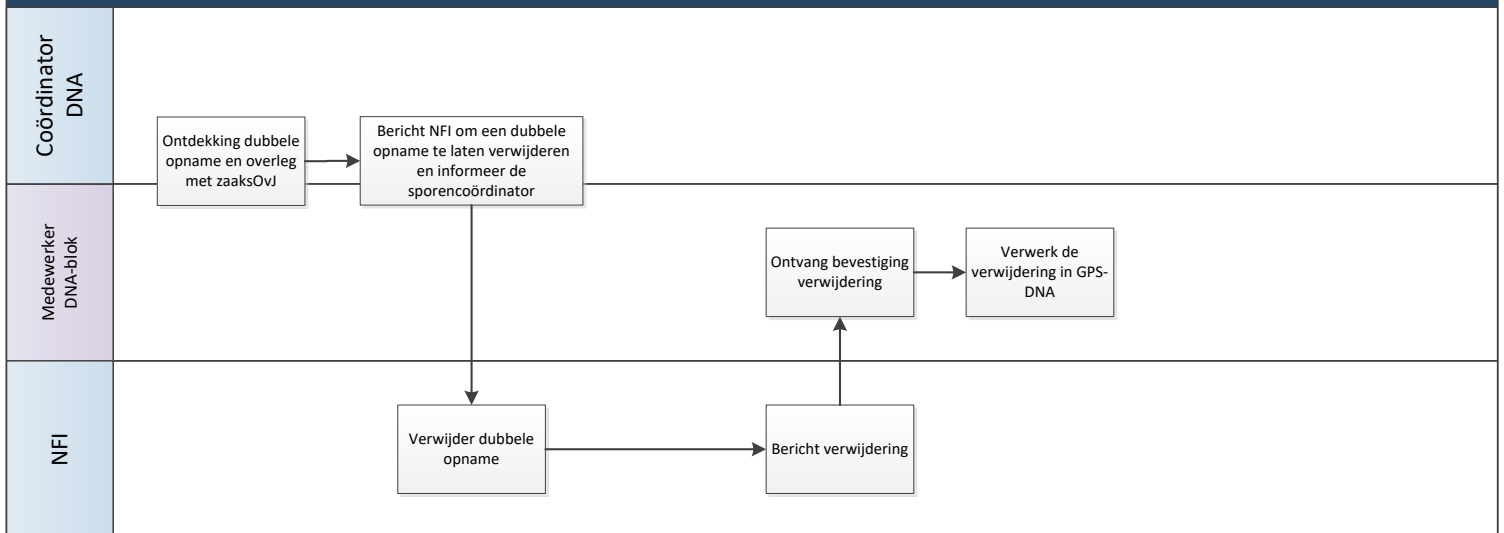 Coördinator
DNA
Ontdekking dubbele
opname en overleg
met zaaksOvJ
Bericht NFI om een dubbele
opname te laten verwijderen
en informeer de
sporencoördinator
Medewerker
DNA-blok
Ontvang bevestiging
verwijdering
Verwerk de
verwijdering in GPS-
DNA
NFI
Verwijder dubbele
opname
Bericht verwijdering